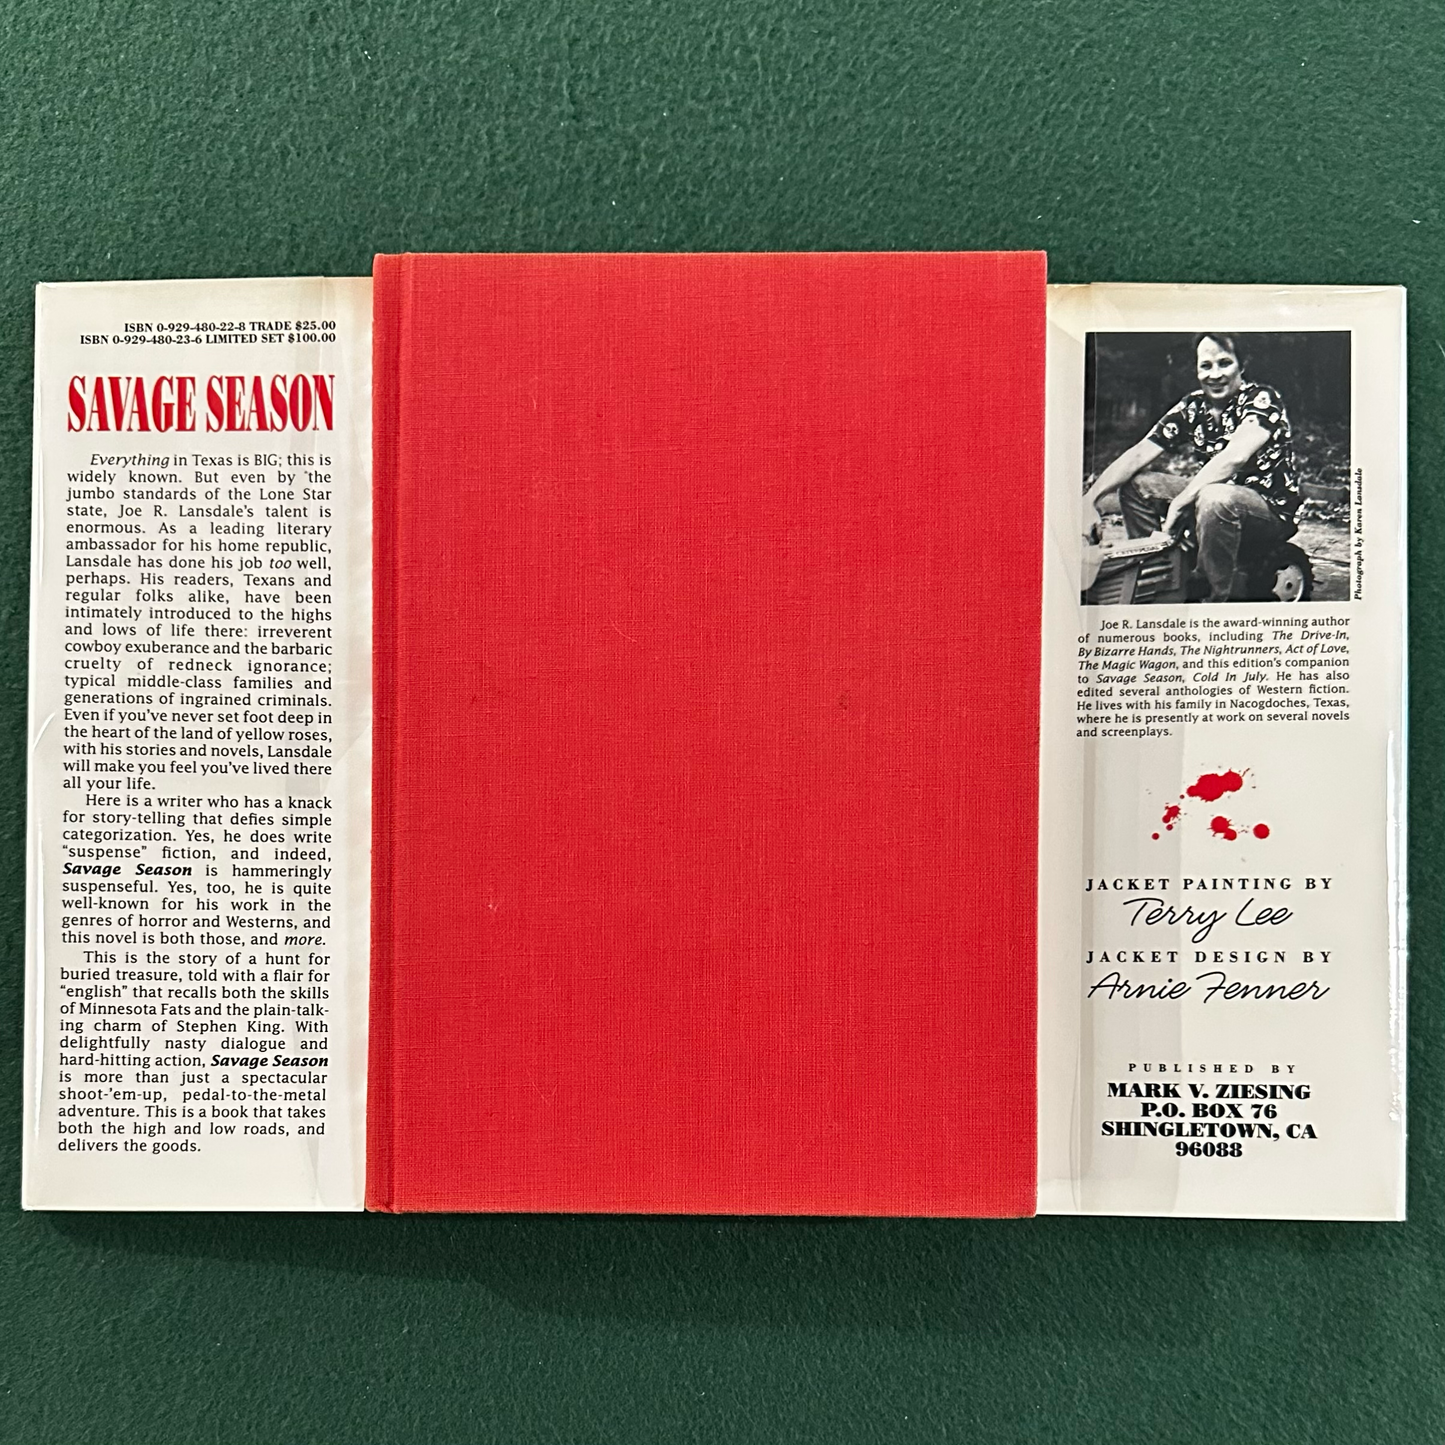 ISBN 0-929-480-22-8 TRADE $25.00
ISBN 0-929-480-23-6 LIMITED SET $100.00
SAVAGE SEASON
Everything in Texas is BIG; this is
widely known. But even by the
jumbo standards of the Lone Star
state, Joe R. Lansdale's talent is
enormous. As a leading literary
ambassador for his home republic,
Lansdale has done his job too well,
perhaps. His readers, Texans and
regular folks alike, have been
intimately introduced to the highs
and lows of life there: irreverent
cowboy exuberance and the barbaric
cruelty of redneck ignorance;
typical middle-class families and
generations of ingrained criminals.
Even if you've never set foot deep in
the heart of the land of yellow roses,
with his stories and novels, Lansdale
will make you feel you've lived there
all your life.
Here is a writer who has a knack
for story-telling that defies simple
categorization. Yes, he does write
"suspense" fiction, and indeed,
Savage Season is hammeringly
suspenseful. Yes, too, he is quite
well-known for his work in the
genres of horror and Westerns, and
this novel is both those, and more.
This is the story of a hunt for
buried treasure, told with a flair for
"english" that recalls both the skills
of Minnesota Fats and the plain-talk-
ing charm of Stephen King. With
delightfully nasty dialogue and
hard-hitting action, Savage Season
is more than just a spectacular
shoot-'em-up, pedal-to-the-metal
adventure. This is a book that takes
both the high and low roads, and
delivers the goods.
Photograph by Karen Lansdale
Joe R. Lansdale is the award-winning author
of numerous books, including The Drive-In,
By Bizarre Hands, The Nightrunners, Act of Love,
The Magic Wagon, and this edition's companion
to Savage Season, Cold In July. He has also
edited several anthologies of Western fiction.
He lives with his family in Nacogdoches, Texas,
where he is presently at work on several novels
and screenplays.
JACKET PAINTING BY
Terry Lee
JACKET DESIGN BY
Arnie Fenner
PUBLISHED BY
MARK V. ZIESING
P.O. BOX 76
SHINGLETOWN, CA
96088